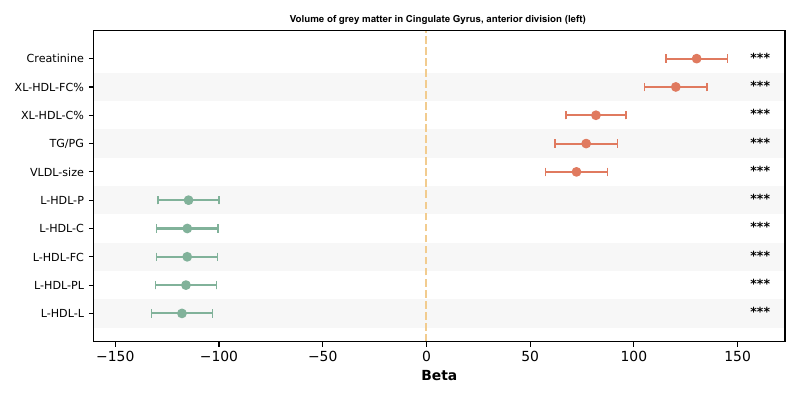 Volume of grey matter in Cingulate Gyrus, anterior division (left)
Creatinine ***
XL-HDL-FC% ***
XL-HDL-C% ***
TG/PG ***
VLDL-size ***
L-HDL-P ***
L-HDL-C ***
L-HDL-FC ***
L-HDL-PL ***
L-HDL-L ***
−150 −100 −50 0 50 100 150
Beta